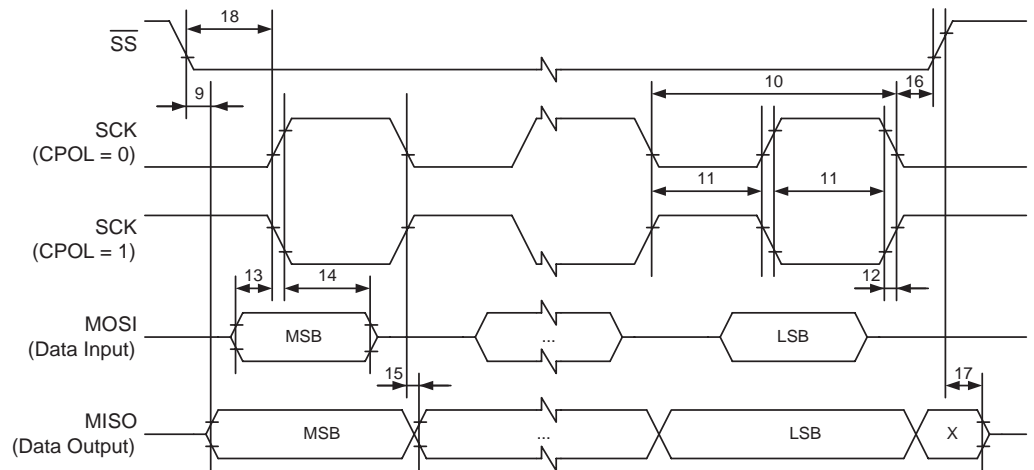 SS
18
9
10
16
SCK
(CPOL = 0)
11
11
SCK
(CPOL = 1)
12
13
14
MOSI
(Data Input)
MSB
...
LSB
15
17
MISO
(Data Output)
MSB
...
LSB
X